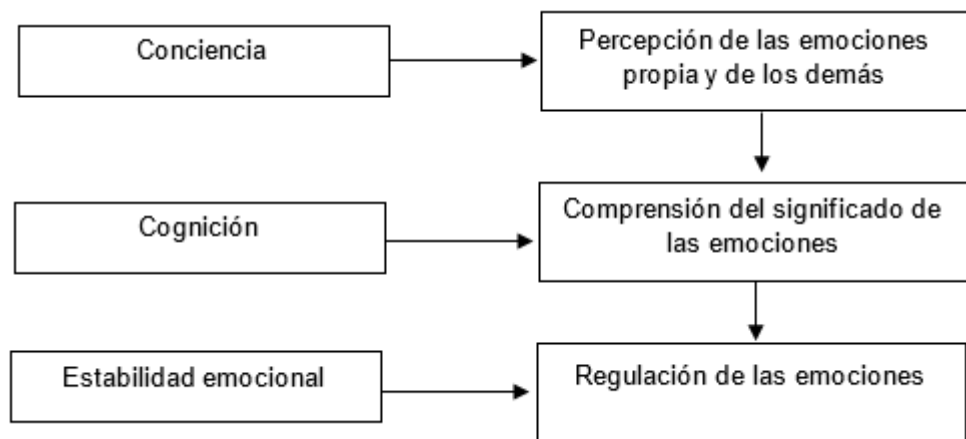 Conciencia
Percepción de las emociones
propia y de los demás
Cognición
Comprensión del significado de
las emociones
Estabilidad emocional
Regulación de las emociones